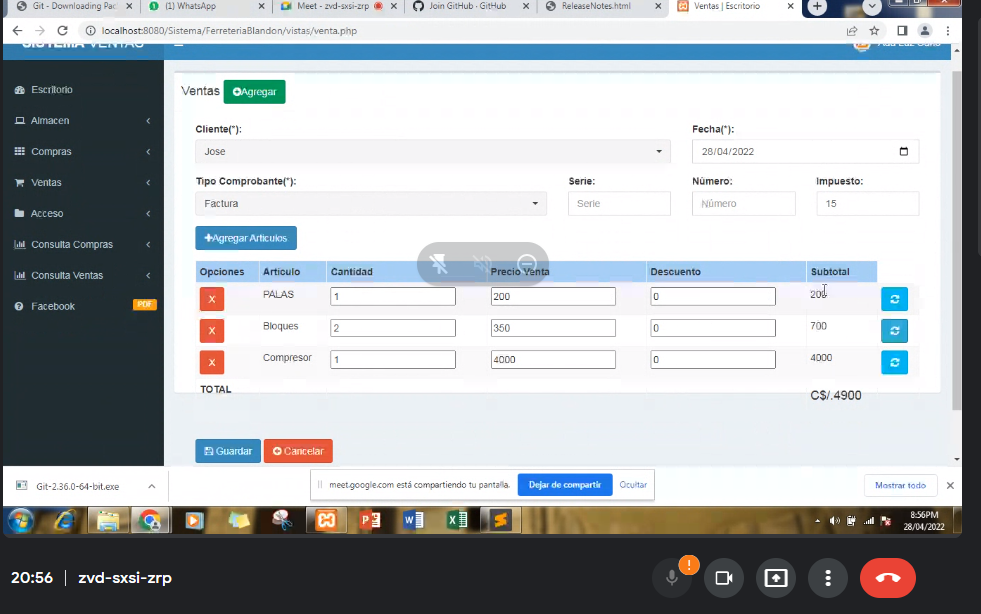 Git - Downloading Pac
(1) WhatsApp
Meet - zvd-sxsi-zrp
Join GitHub · GitHub
ReleaseNotes.html
Ventas | Escritorio
localhost:8080/Sistema/FerreteriaBlandon/vistas/venta.php
SISTEMA VENTAS
Escritorio
Almacen
Compras
Ventas
Acceso
Consulta Compras
Consulta Ventas
Facebook PDF
Ventas Agregar
Cliente(*): Fecha(*):
Jose 28/04/2022
Tipo Comprobante(*): Serie: Número: Impuesto:
Factura Serie Número 15
+Agregar Articulos
Opciones Artículo Cantidad Precio Venta Descuento Subtotal
X PALAS 1 200 0 200
X Bloques 2 350 0 700
X Compresor 1 4000 0 4000
TOTAL C$/.4900
Guardar Cancelar
Git-2.36.0-64-bit.exe
meet.google.com está compartiendo tu pantalla.
Dejar de compartir
Ocultar
Mostrar todo
8:56PM
28/04/2022
20:56 | zvd-sxsi-zrp